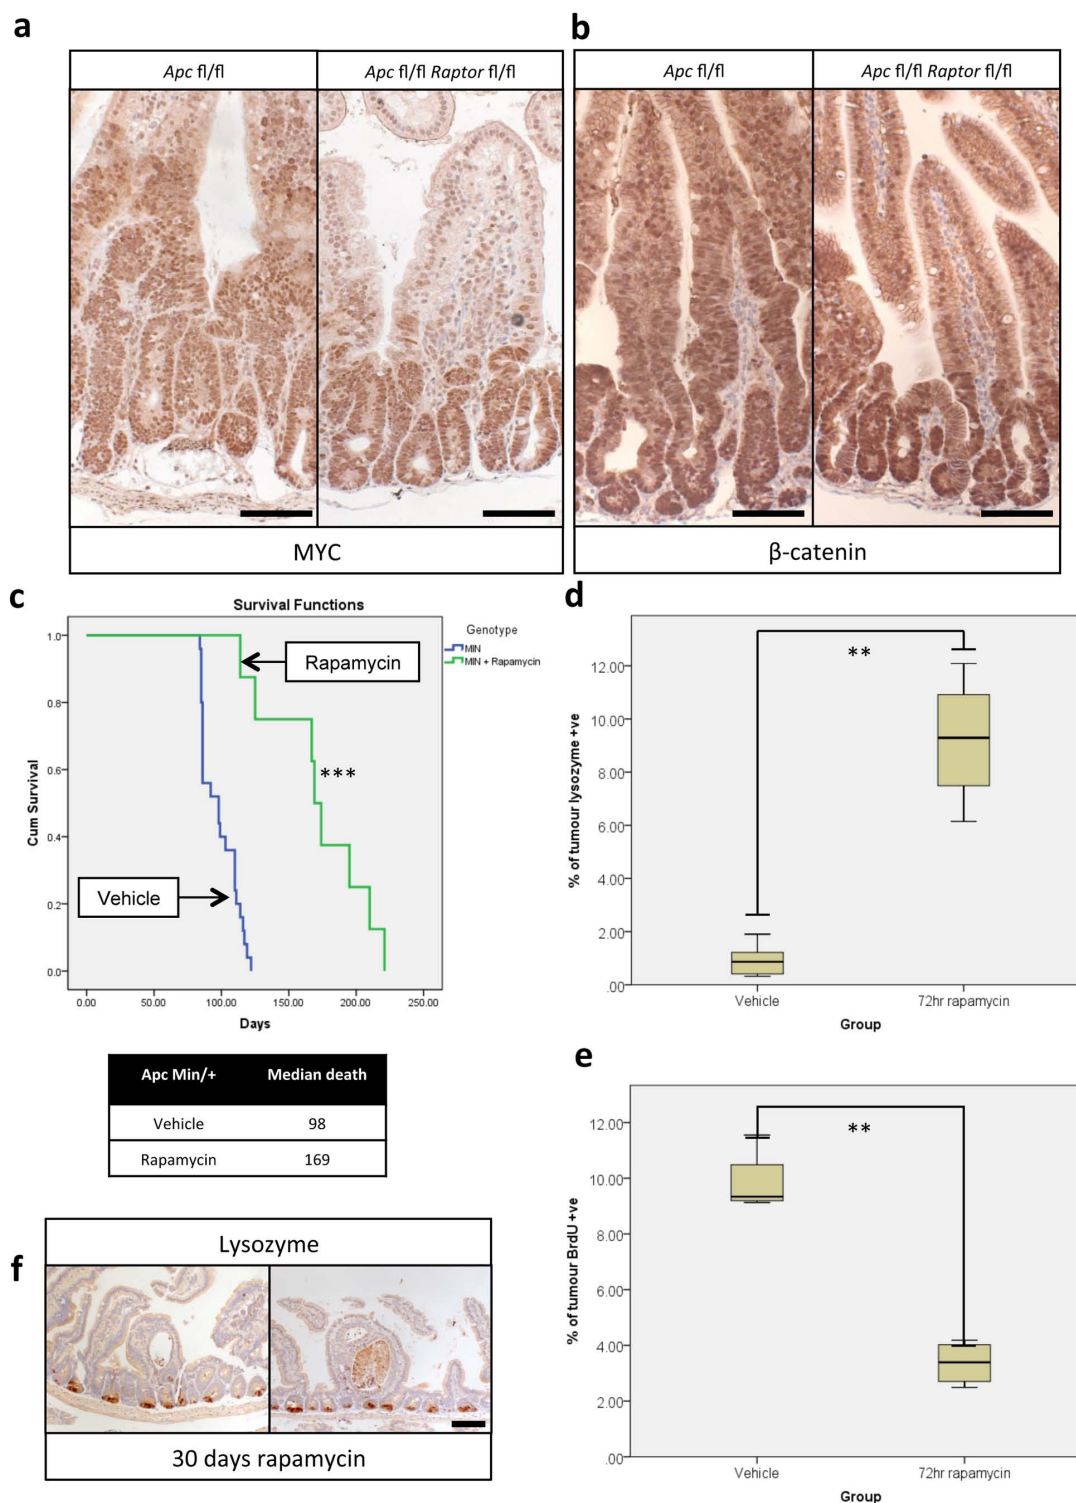 a
Apc fl/fl
Apc fl/fl Raptor fl/fl
MYC
b
Apc fl/fl
Apc fl/fl Raptor fl/fl
β-catenin
c
Survival Functions
Genotype
MIN
MIN + Rapamycin
Rapamycin
Vehicle
***
Cum Survival
1.0
0.8
0.6
0.4
0.2
0.0
0.00 50.00 100.00 150.00 200.00 250.00
Days
Apc Min/+ Median death
Vehicle 98
Rapamycin 169
d
**
% of tumour lysozyme +ve
12.00
10.00
8.00
6.00
4.00
2.00
.00
Vehicle 72hr rapamycin
Group
e
**
% of tumour BrdU +ve
12.00
10.00
8.00
6.00
4.00
2.00
.00
Vehicle 72hr rapamycin
Group
f
Lysozyme
30 days rapamycin